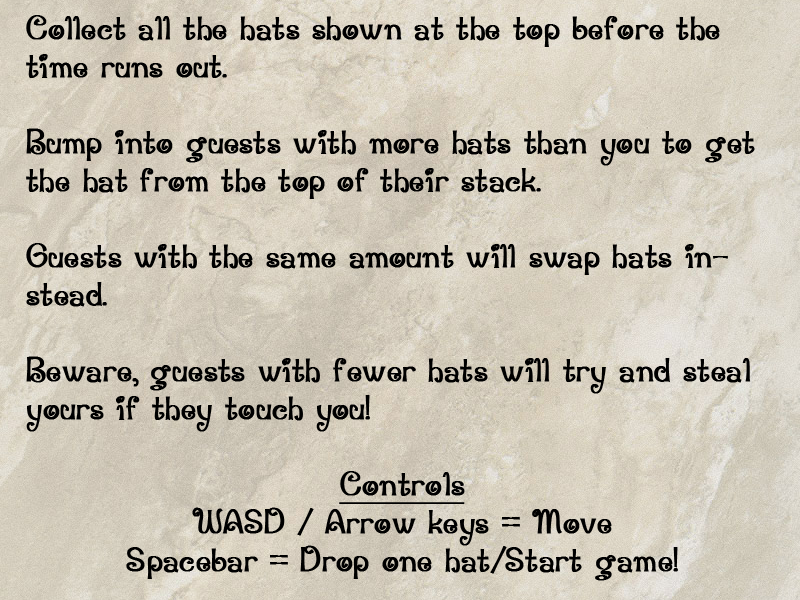 Collect all the hats shown at the top before the
time runs out.
Bump into guests with more hats than you to get
the hat from the top of their stack.
Guests with the same amount will swap hats in-
stead.
Beware, guests with fewer hats will try and steal
yours if they touch you!
Controls
WASD / Arrow keys = Move
Spacebar = Drop one hat/Start game!